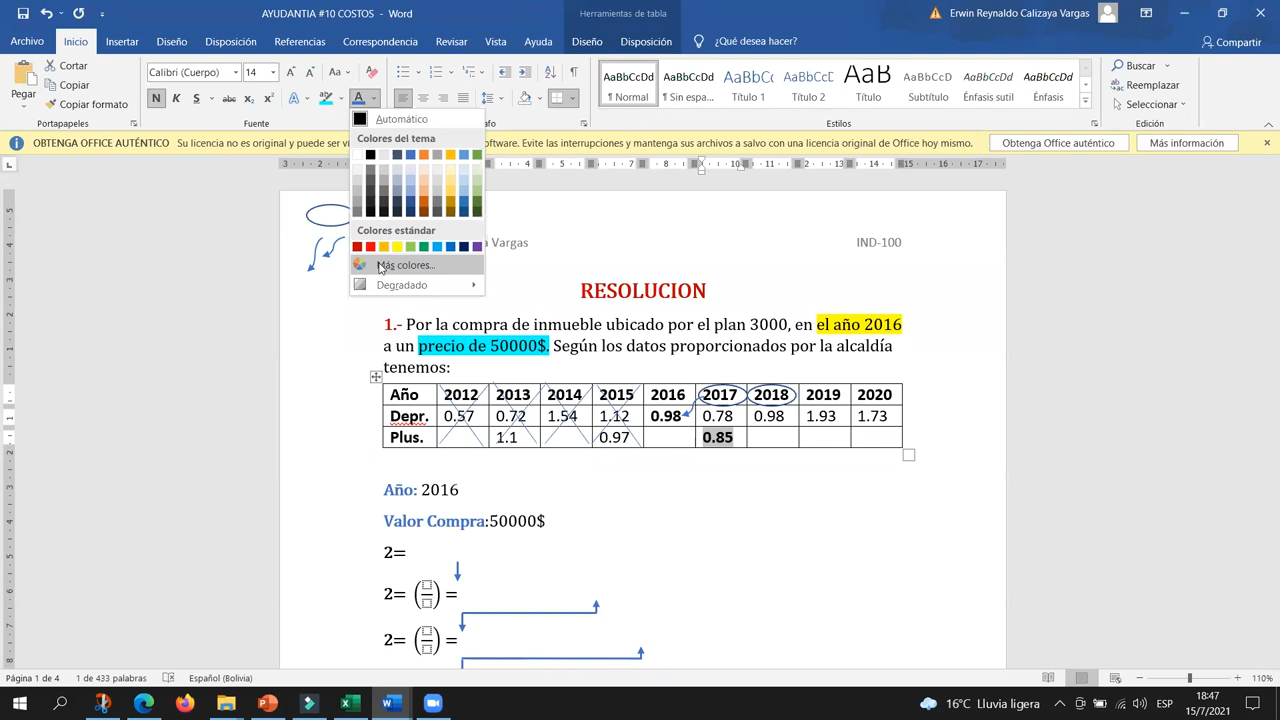 AYUDANTIA #10 COSTOS - Word
Herramientas de tabla
Erwin Reynaldo Calizaya Vargas
Archivo Inicio Insertar Diseño Disposición Referencias Correspondencia Revisar Vista Ayuda Diseño Disposición ¿Qué desea hacer? Compartir
Pegar
Cortar
Copiar
Copiar formato
Portapapeles
Calibri (Cuerpo) 14
Fuente
AaBbCcDd AaBbCcDd AaBbCc AaBbCcD AaB AaBbCcD AaBbCcDd AaBbCcDd
¶ Normal ¶ Sin espa... Título 1 Título 2 Título Subtítulo Énfasis sutil Énfasis
Estilos
Buscar
Reemplazar
Seleccionar
Edición
OBTENGA OFFICE AUTÉNTICO Su licencia no es original y puede ser ví
software. Evite las interrupciones y mantenga sus archivos a salvo con una licencia original de Office hoy mismo.
Obtenga Office auténtico
Más información
Automático
Colores del tema
Colores estándar
Más colores...
Degradado
a Vargas
IND-100
RESOLUCION
1.- Por la compra de inmueble ubicado por el plan 3000, en el año 2016
a un precio de 50000$. Según los datos proporcionados por la alcaldía
tenemos:
Año 2012 2013 2014 2015 2016 2017 2018 2019 2020
Depr. 0.57 0.72 1.54 1.12 0.98 0.78 0.98 1.93 1.73
Plus. 1.1 0.97 0.85
Año: 2016
Valor Compra:50000$
2=
2= (—) =
2= (—) =
Página 1 de 4 1 de 433 palabras Español (Bolivia) 110%
16°C Lluvia ligera ESP 18:47
15/7/2021